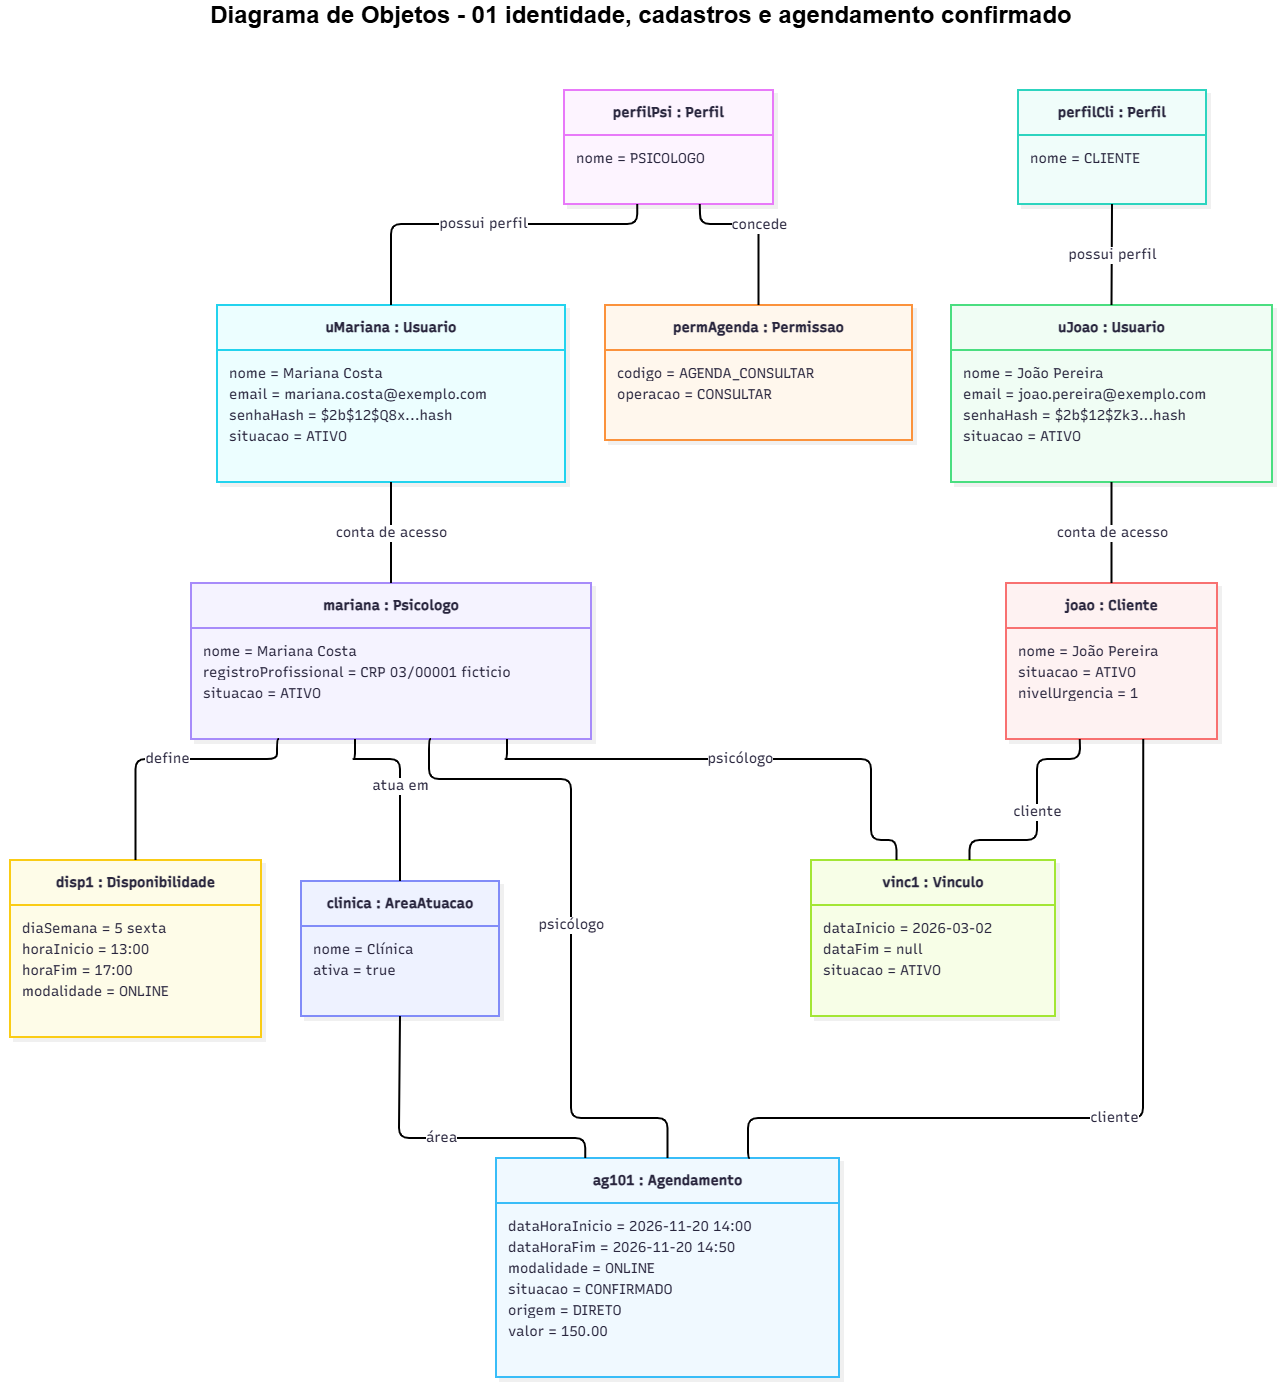 Diagrama de Objetos - 01 identidade, cadastros e agendamento confirmado
perfilPsi : Perfil
nome = PSICOLOGO
perfilCli : Perfil
nome = CLIENTE
possui perfil
concede
possui perfil
uMariana : Usuario
nome = Mariana Costa
email = mariana.costa@exemplo.com
senhaHash = $2b$12$Q8x...hash
situacao = ATIVO
permAgenda : Permissao
codigo = AGENDA_CONSULTAR
operacao = CONSULTAR
uJoao : Usuario
nome = João Pereira
email = joao.pereira@exemplo.com
senhaHash = $2b$12$Zk3...hash
situacao = ATIVO
conta de acesso
conta de acesso
mariana : Psicologo
nome = Mariana Costa
registroProfissional = CRP 03/00001 ficticio
situacao = ATIVO
joao : Cliente
nome = João Pereira
situacao = ATIVO
nivelUrgencia = 1
define
atua em
psicólogo
cliente
disp1 : Disponibilidade
diaSemana = 5 sexta
horaInicio = 13:00
horaFim = 17:00
modalidade = ONLINE
clinica : AreaAtuacao
nome = Clínica
ativa = true
psicólogo
vinc1 : Vinculo
dataInicio = 2026-03-02
dataFim = null
situacao = ATIVO
cliente
área
ag101 : Agendamento
dataHoraInicio = 2026-11-20 14:00
dataHoraFim = 2026-11-20 14:50
modalidade = ONLINE
situacao = CONFIRMADO
origem = DIRETO
valor = 150.00